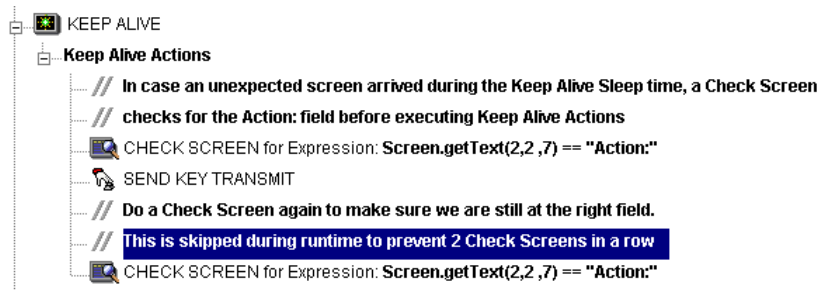 KEEP ALIVE
Keep Alive Actions
// In case an unexpected screen arrived during the Keep Alive Sleep time, a Check Screen
// checks for the Action: field before executing Keep Alive Actions
CHECK SCREEN for Expression: Screen.getText(2,2 ,7) == "Action:"
SEND KEY TRANSMIT
// Do a Check Screen again to make sure we are still at the right field.
// This is skipped during runtime to prevent 2 Check Screens in a row
CHECK SCREEN for Expression: Screen.getText(2,2 ,7) == "Action:"